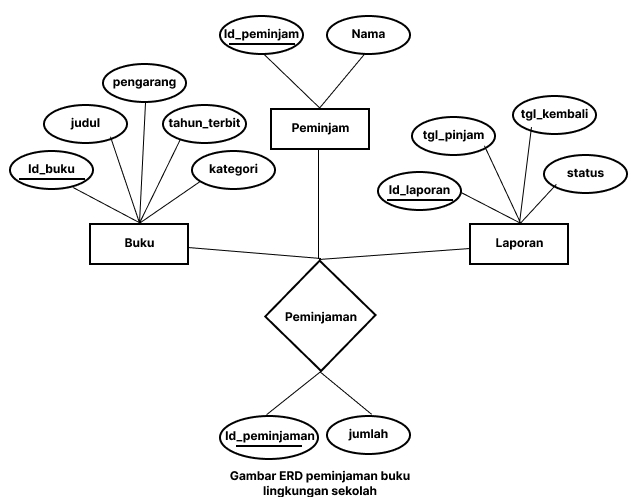 Id_peminjam
Nama
pengarang
judul
tahun_terbit
Id_buku
kategori
Peminjam
tgl_kembali
tgl_pinjam
status
Id_laporan
Buku
Laporan
Peminjaman
Id_peminjaman
jumlah
Gambar ERD peminjaman buku
lingkungan sekolah